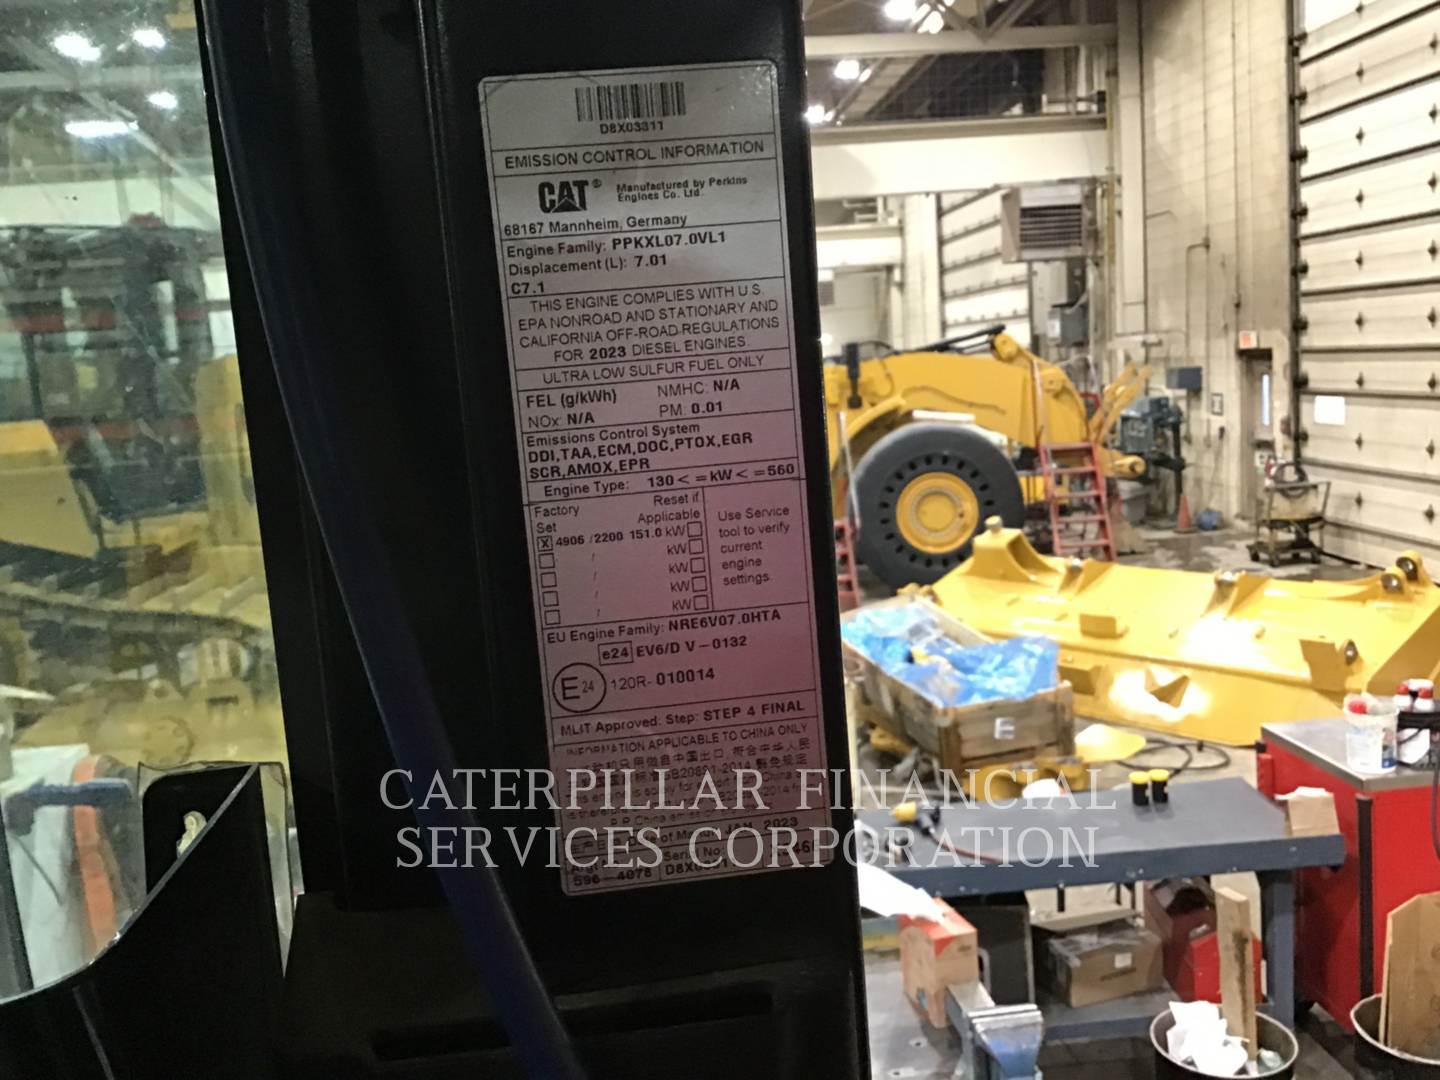 D8X03311
EMISSION CONTROL INFORMATION
CAT® Manufactured by Perkins
Engines Co. Ltd.
68167 Mannheim, Germany
Engine Family: PPKXL07.0VL1
Displacement (L): 7.01
C7.1
THIS ENGINE COMPLIES WITH U.S.
EPA NONROAD AND STATIONARY AND
CALIFORNIA OFF-ROAD REGULATIONS
FOR 2023 DIESEL ENGINES.
ULTRA LOW SULFUR FUEL ONLY
FEL (g/kWh) NMHC: N/A
NOx: N/A PM: 0.01
Emissions Control System
DDI,TAA,ECM,DOC,PTOX,EGR
SCR,AMOX,EPR
Engine Type: 130<=kW<=560
Factory Set Reset if Applicable
X 4906 /2200 151.0 kW
/ kW
/ kW
/ kW
/ kW
Use Service
tool to verify
current
engine
settings.
EU Engine Family: NRE6V07.0HTA
e24 EV6/D V-0132
E24 120R-010014
MLIT Approved: Step: STEP 4 FINAL
INFORMATION APPLICABLE TO CHINA ONLY
JAN. 2023
Serial No:
596-4078
CATERPILLAR FINANCIAL
SERVICES CORPORATION